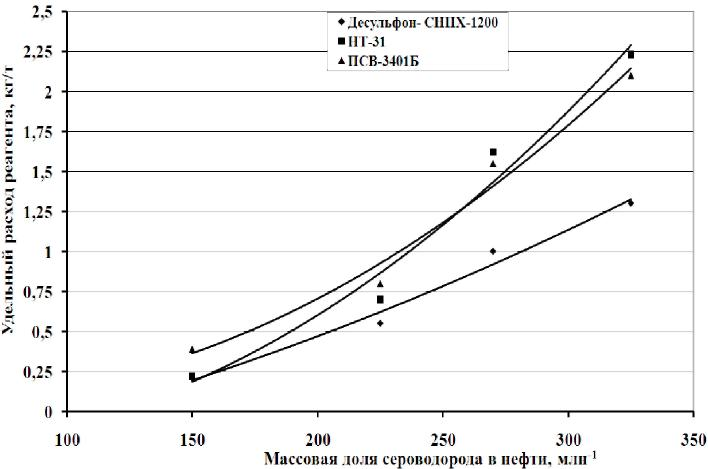 Десульфон- СНПХ-1200
НТ-31
ПСВ-3401Б
Удельный расход реагента, кг/т
2,5
2,25
2
1,75
1,5
1,25
1
0,75
0,5
0,25
0
100 150 200 250 300 350
Массовая доля сероводорода в нефти, млн-1